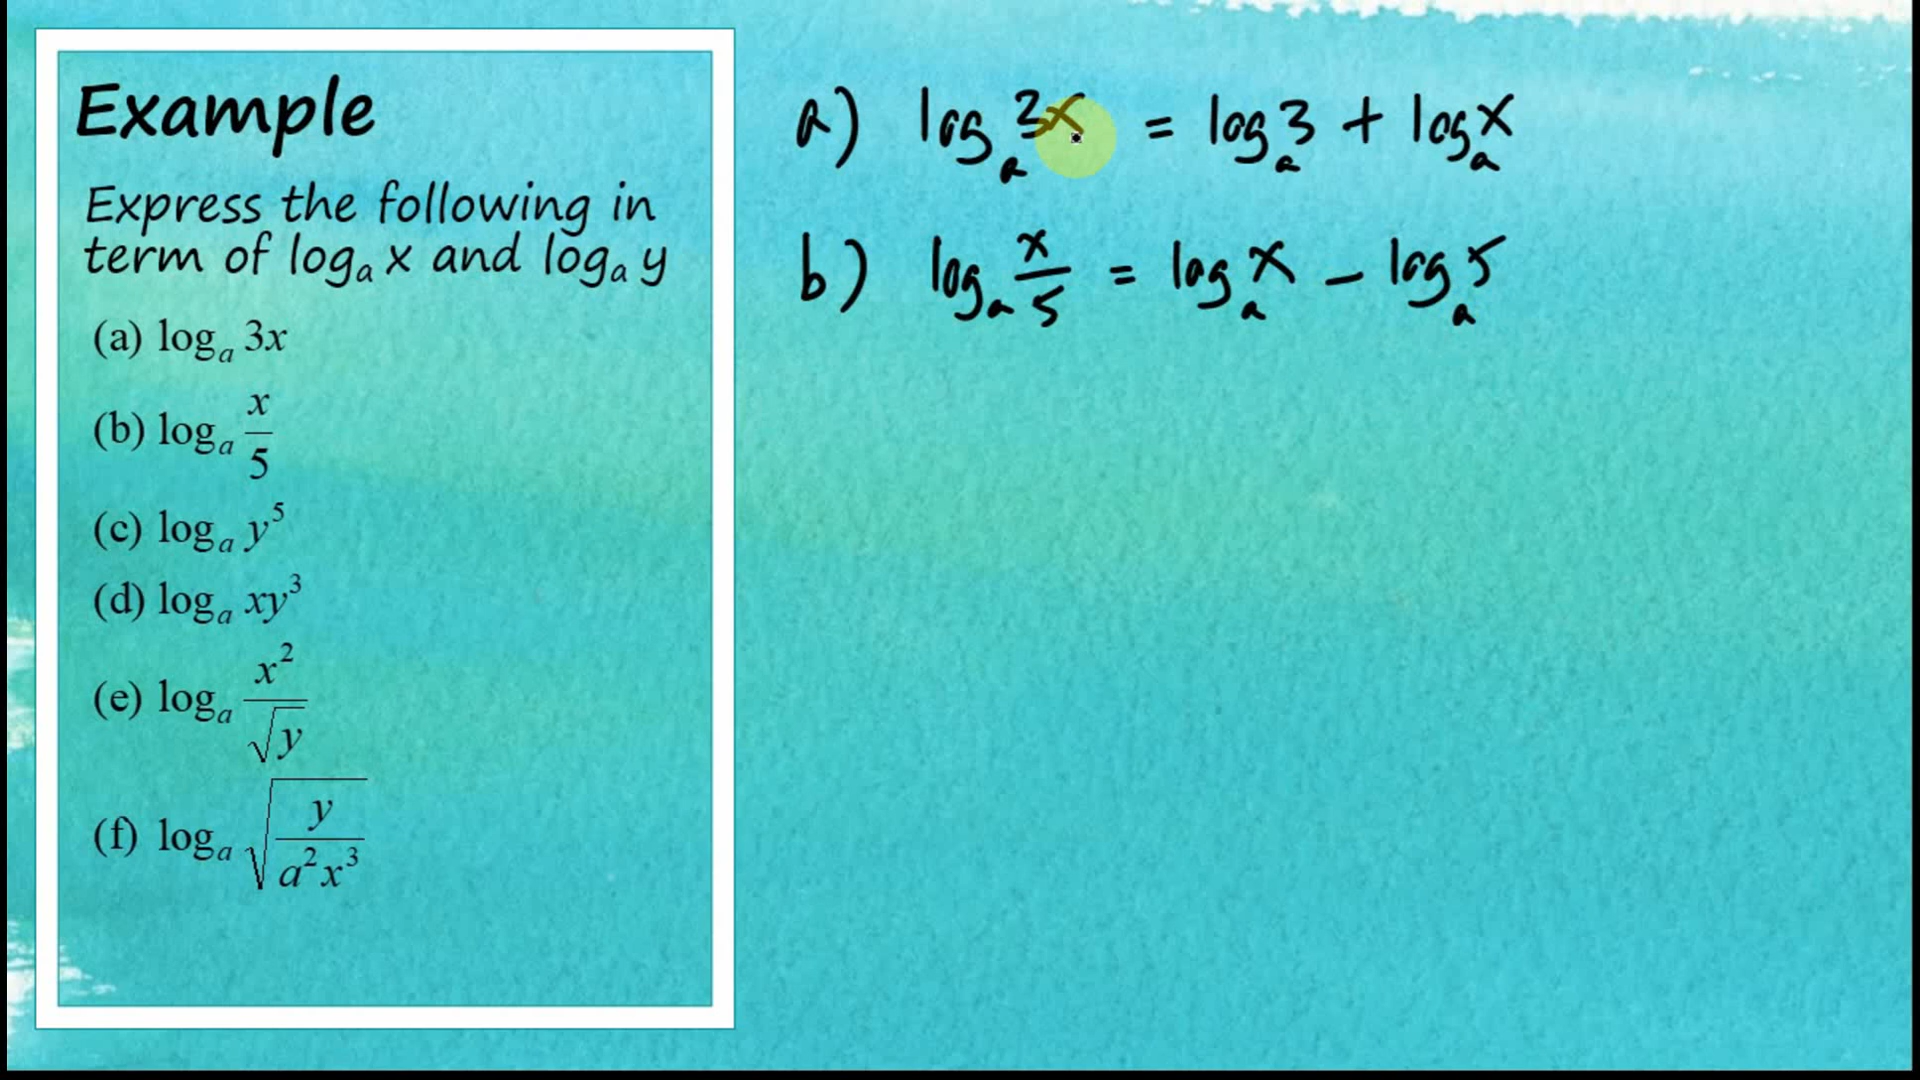 Example
Express the following in
term of logₐ x and logₐ y
(a) logₐ 3x
(b) logₐ x/5
(c) logₐ y⁵
(d) logₐ xy³
(e) logₐ x²/√y
(f) logₐ √(y/a²x³)
a) logₐ 3x = logₐ 3 + logₐ x
b) logₐ x/5 = logₐ x − logₐ 5